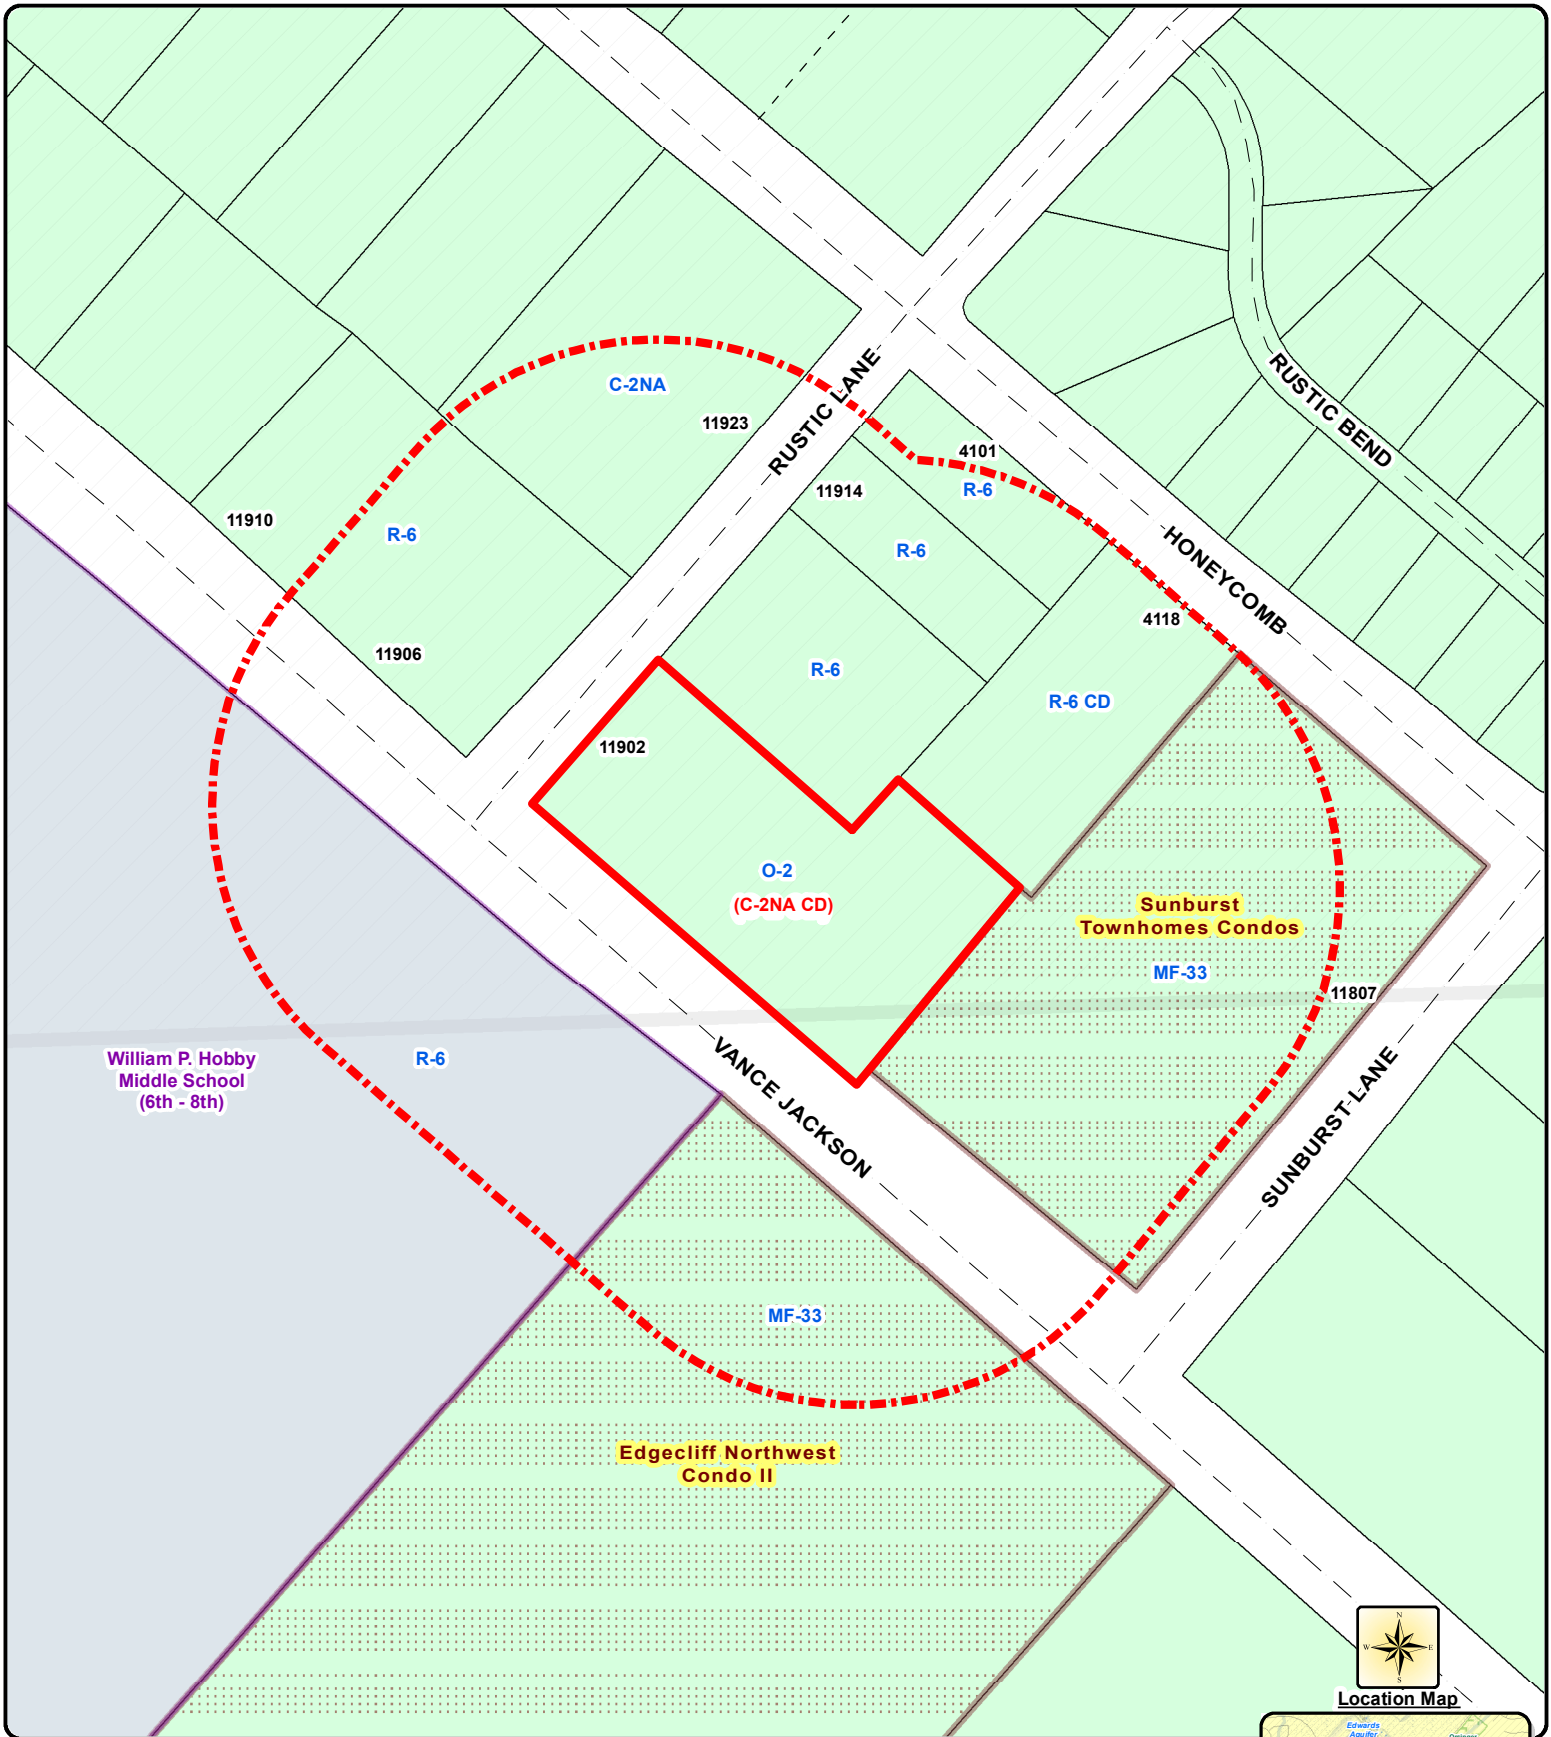 C-2NA
11923
RUSTIC LANE
RUSTIC BEND
4101
R-6
11914
11910
R-6
R-6
HONEYCOMB
4118
11906
R-6
R-6 CD
11902
O-2
(C-2NA CD)
Sunburst
Townhomes Condos
MF-33
11807
William P. Hobby
Middle School
(6th - 8th)
R-6
VANCE JACKSON
SUNBURST LANE
MF-33
Edgecliff Northwest
Condo II
N
W
E
S
Location Map
Edwards
Aquifer